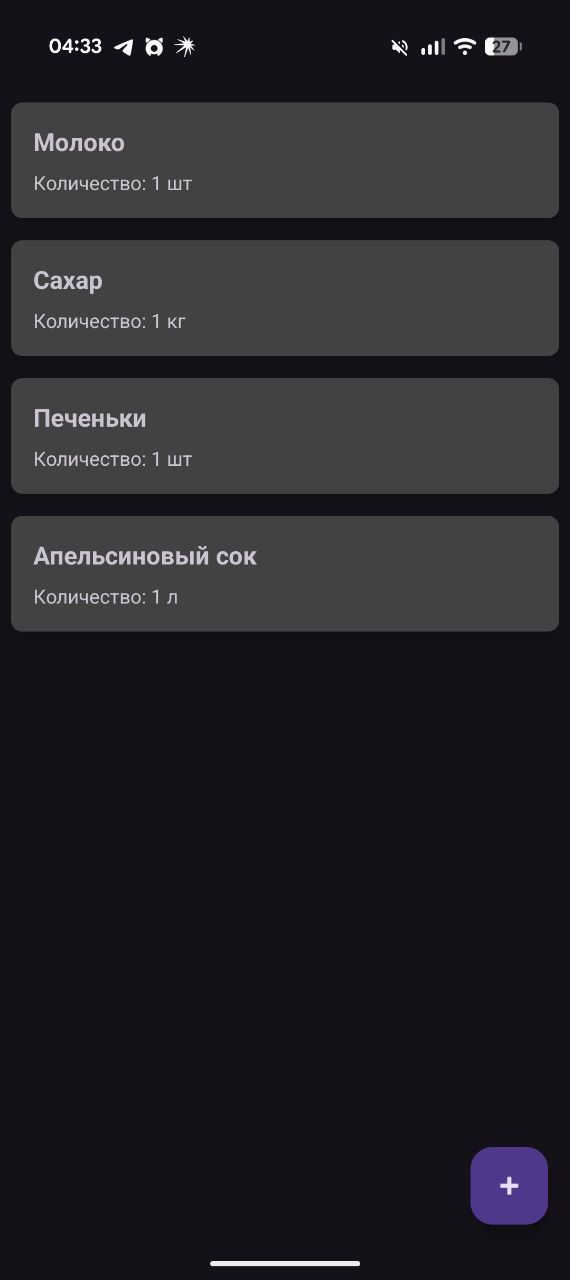 04:33
27
Молоко
Количество: 1 шт
Сахар
Количество: 1 кг
Печеньки
Количество: 1 шт
Апельсиновый сок
Количество: 1 л
+